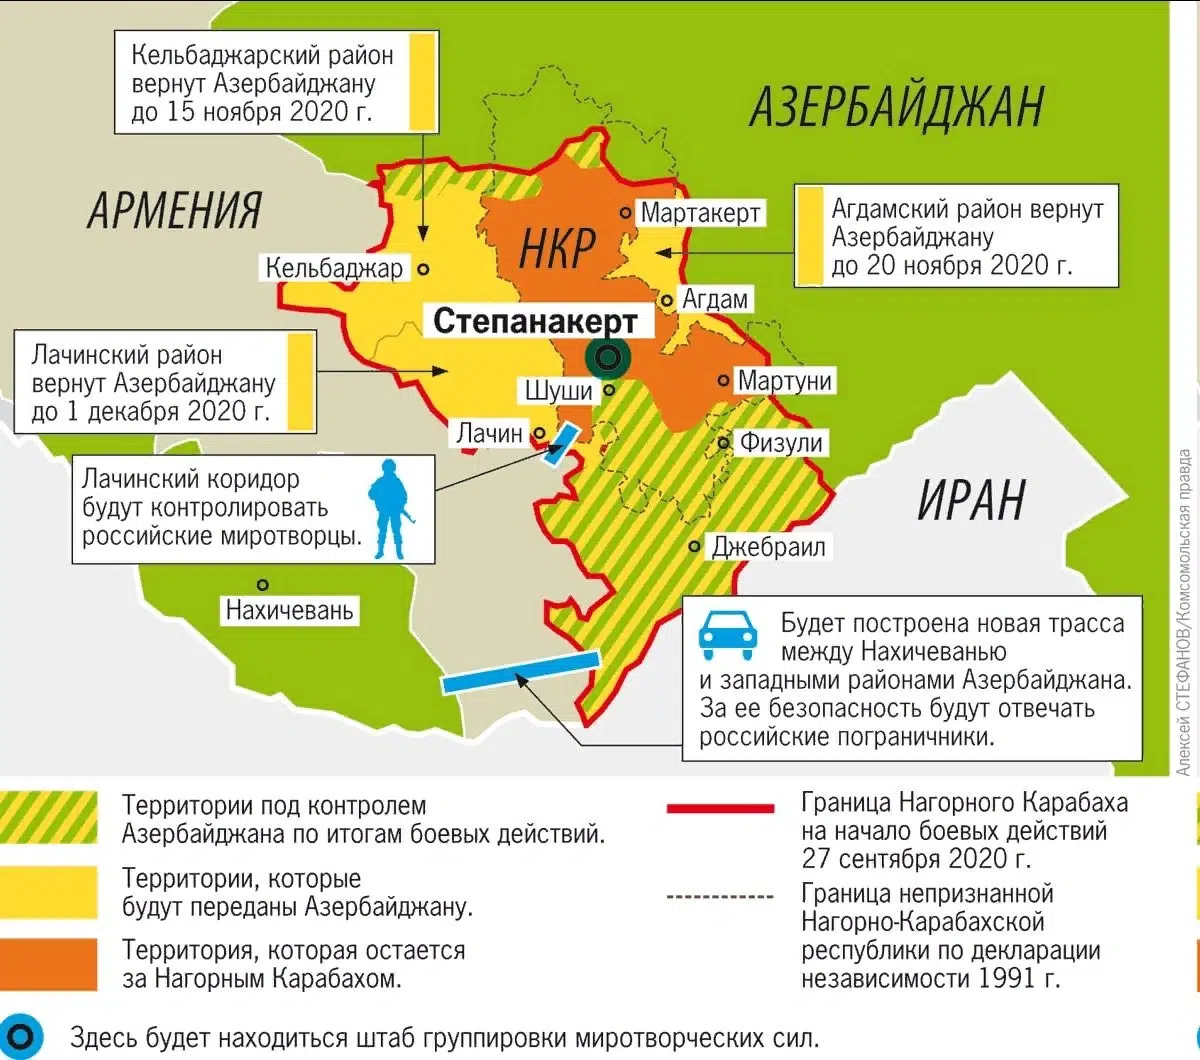 Кельбаджарский район
вернут Азербайджану
до 15 ноября 2020 г.
АЗЕРБАЙДЖАН
АРМЕНИЯ
Мартакерт
Агдамский район вернут
Азербайджану
до 20 ноября 2020 г.
НКР
Кельбаджар
Агдам
Степанакерт
Лачинский район
вернут Азербайджану
до 1 декабря 2020 г.
Шуши
Мартуни
Лачин
Физули
Лачинский коридор
будут контролировать
российские миротворцы.
ИРАН
Джебраил
Нахичевань
Будет построена новая трасса
между Нахичеванью
и западными районами Азербайджана.
За ее безопасность будут отвечать
российские пограничники.
Алексей СТЕФАНОВ/Комсомольская правда
Территории под контролем
Азербайджана по итогам боевых действий.
Территории, которые
будут переданы Азербайджану.
Территория, которая остается
за Нагорным Карабахом.
Граница Нагорного Карабаха
на начало боевых действий
27 сентября 2020 г.
Граница непризнанной
Нагорно-Карабахской
республики по декларации
независимости 1991 г.
Здесь будет находиться штаб группировки миротворческих сил.